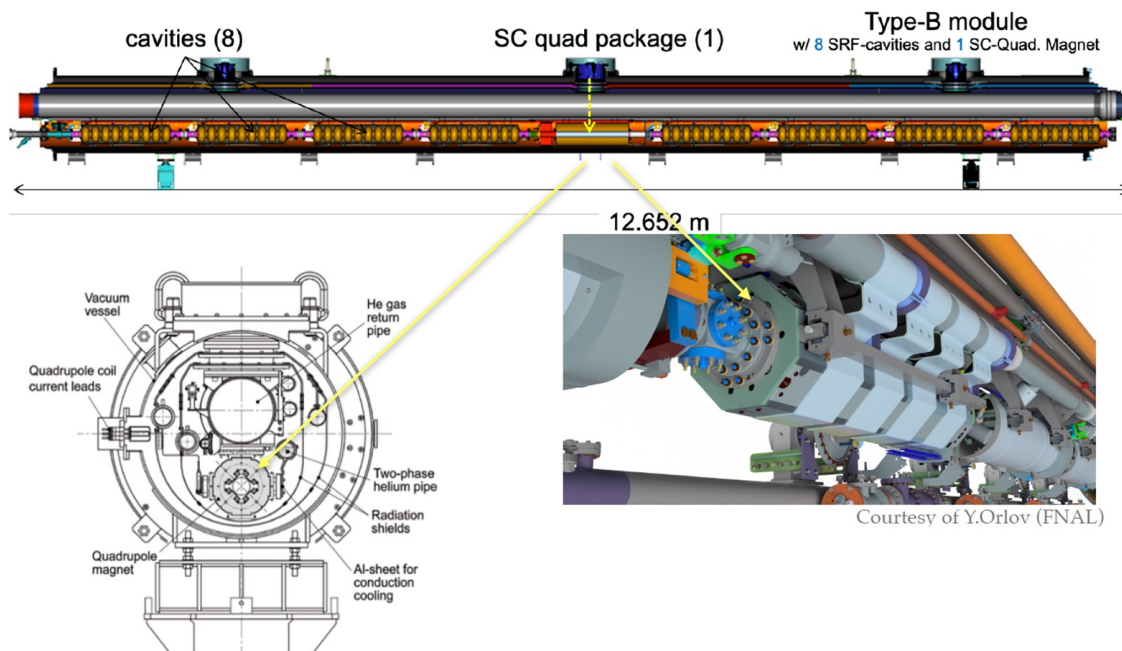 Type-B module
w/ 8 SRF-cavities and 1 SC-Quad. Magnet
cavities (8)
SC quad package (1)
12.652 m
Vacuum
vessel
He gas
return
pipe
Quadrupole coil
current leads
Two-phase
helium pipe
Radiation
shields
Quadrupole
magnet
Al-sheet for
conduction
cooling
Courtesy of Y.Orlov (FNAL)